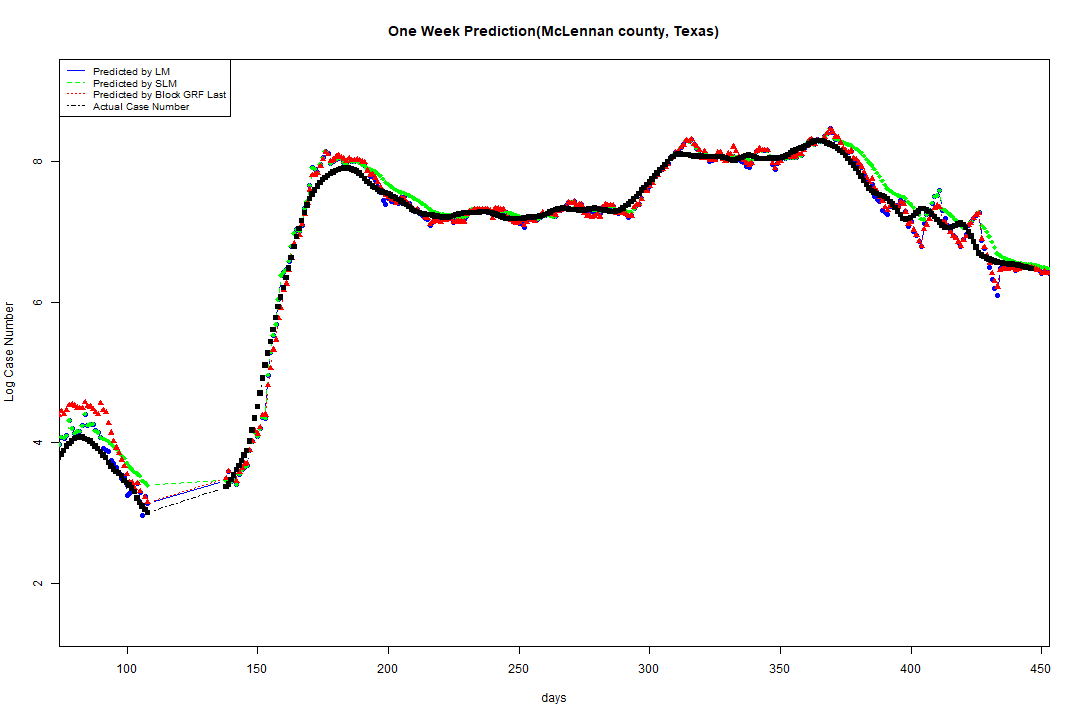 One Week Prediction(McLennan county, Texas)
Predicted by LM
Predicted by SLM
Predicted by Block GRF Last
Actual Case Number
Log Case Number
8
6
4
2
100 150 200 250 300 350 400 450
days